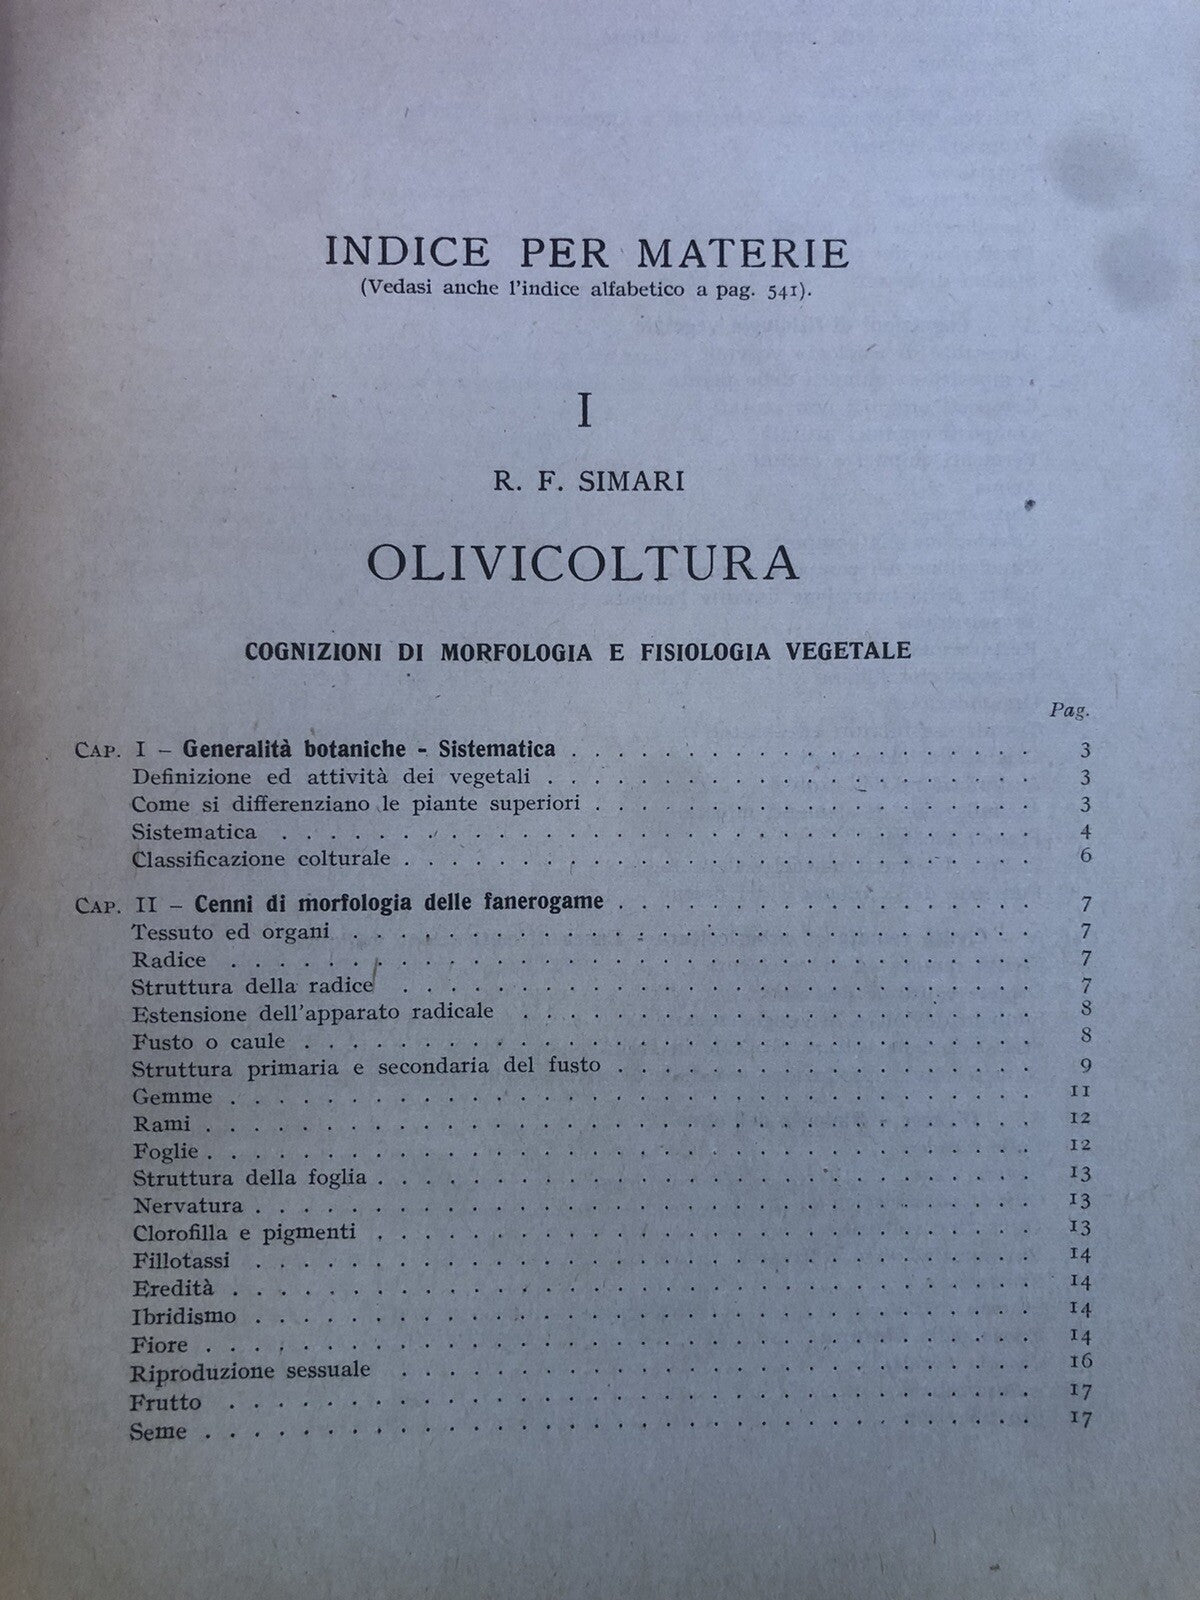 INDICE PER MATERIE
(Vedasi anche l'indice alfabetico a pag. 541).
I
R. F. SIMARI
OLIVICOLTURA
COGNIZIONI DI MORFOLOGIA E FISIOLOGIA VEGETALE
Pag.
CAP. I – Generalità botaniche - Sistematica . . . . . . . . . . . . . . . . . . . 3
Definizione ed attività dei vegetali . . . . . . . . . . . . . . . . . . . . 3
Come si differenziano le piante superiori . . . . . . . . . . . . . . . . . . 3
Sistematica . . . . . . . . . . . . . . . . . . . . . . . . . . . . . . . 4
Classificazione colturale . . . . . . . . . . . . . . . . . . . . . . . . . . 6
CAP. II – Cenni di morfologia delle fanerogame . . . . . . . . . . . . . . . . . 7
Tessuto ed organi . . . . . . . . . . . . . . . . . . . . . . . . . . . . 7
Radice . . . . . . . . . . . . . . . . . . . . . . . . . . . . . . . . . 7
Struttura della radice . . . . . . . . . . . . . . . . . . . . . . . . . . 7
Estensione dell'apparato radicale . . . . . . . . . . . . . . . . . . . . . 8
Fusto o caule . . . . . . . . . . . . . . . . . . . . . . . . . . . . . . 8
Struttura primaria e secondaria del fusto . . . . . . . . . . . . . . . . . 9
Gemme . . . . . . . . . . . . . . . . . . . . . . . . . . . . . . . . . 11
Rami . . . . . . . . . . . . . . . . . . . . . . . . . . . . . . . . . . 12
Foglie . . . . . . . . . . . . . . . . . . . . . . . . . . . . . . . . . . 12
Struttura della foglia . . . . . . . . . . . . . . . . . . . . . . . . . . . 13
Nervatura . . . . . . . . . . . . . . . . . . . . . . . . . . . . . . . . 13
Clorofilla e pigmenti . . . . . . . . . . . . . . . . . . . . . . . . . . . 13
Fillotassi . . . . . . . . . . . . . . . . . . . . . . . . . . . . . . . . 14
Eredità . . . . . . . . . . . . . . . . . . . . . . . . . . . . . . . . . 14
Ibridismo . . . . . . . . . . . . . . . . . . . . . . . . . . . . . . . . 14
Fiore . . . . . . . . . . . . . . . . . . . . . . . . . . . . . . . . . . 14
Riproduzione sessuale . . . . . . . . . . . . . . . . . . . . . . . . . . 16
Frutto . . . . . . . . . . . . . . . . . . . . . . . . . . . . . . . . . 17
Seme . . . . . . . . . . . . . . . . . . . . . . . . . . . . . . . . . . 17